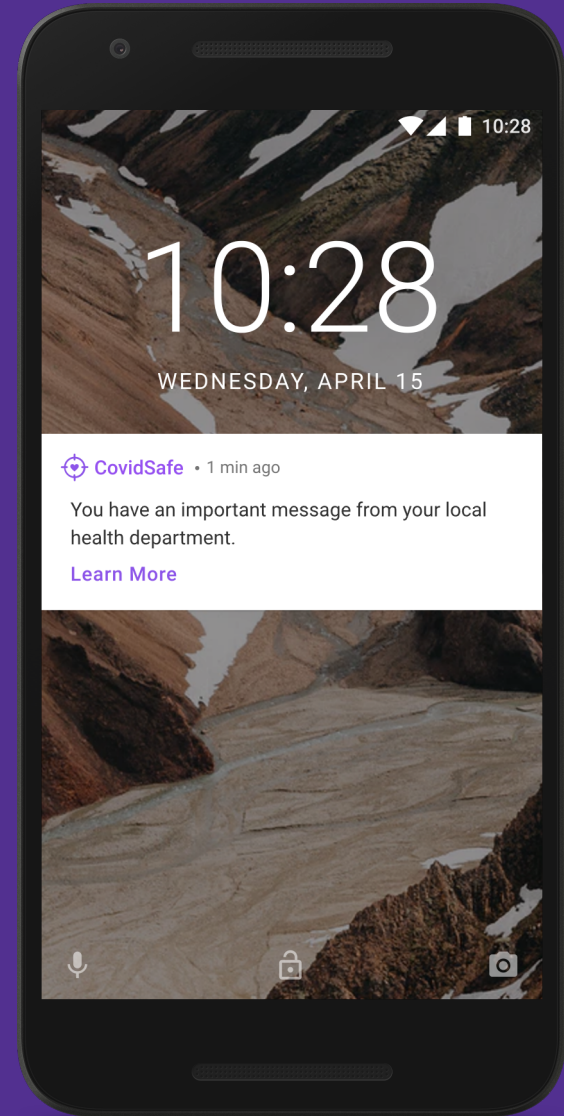 10:28
10:28
WEDNESDAY, APRIL 15
CovidSafe • 1 min ago
You have an important message from your local
health department.
Learn More